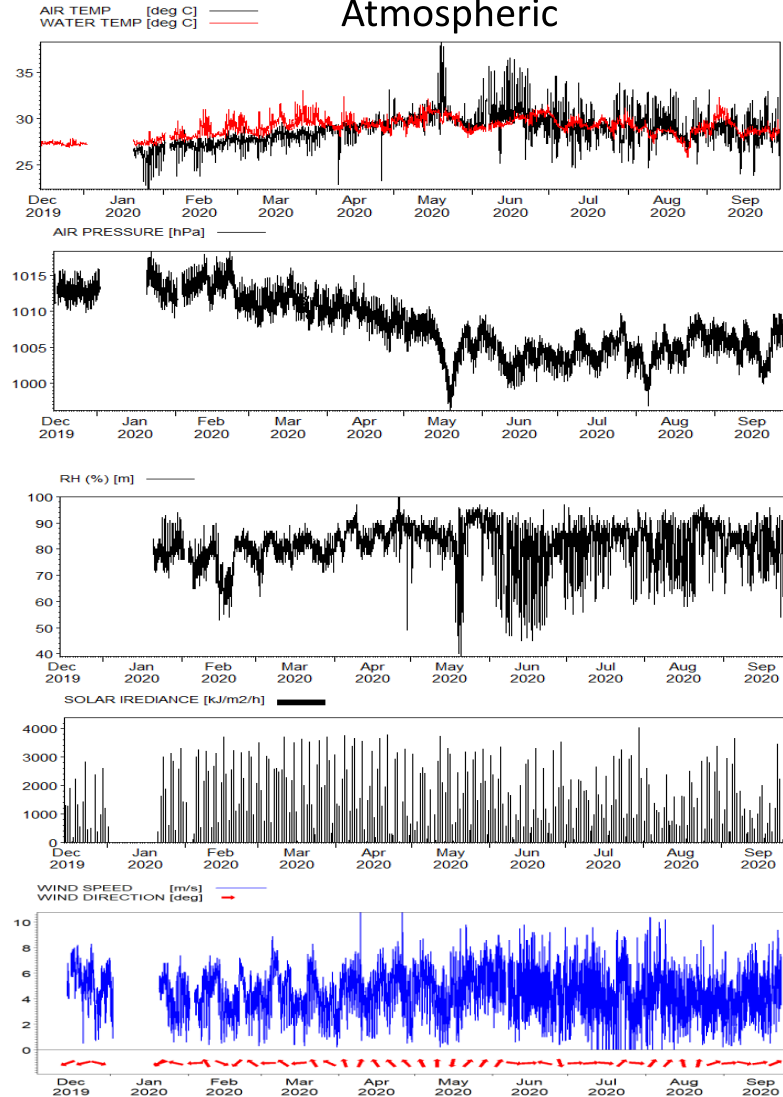 Atmospheric
AIR TEMP [deg C]
WATER TEMP [deg C]
35
30
25
Dec Jan Feb Mar Apr May Jun Jul Aug Sep
2019 2020 2020 2020 2020 2020 2020 2020 2020 2020
AIR PRESSURE [hPa]
1015
1010
1005
1000
Dec Jan Feb Mar Apr May Jun Jul Aug Sep
2019 2020 2020 2020 2020 2020 2020 2020 2020 2020
RH (%) [m]
100
90
80
70
60
50
40
Dec Jan Feb Mar Apr May Jun Jul Aug Sep
2019 2020 2020 2020 2020 2020 2020 2020 2020 2020
SOLAR IREDIANCE [kJ/m2/h]
4000
3000
2000
1000
0
Dec Jan Feb Mar Apr May Jun Jul Aug Sep
2019 2020 2020 2020 2020 2020 2020 2020 2020 2020
WIND SPEED [m/s]
WIND DIRECTION [deg]
10
8
6
4
2
0
Dec Jan Feb Mar Apr May Jun Jul Aug Sep
2019 2020 2020 2020 2020 2020 2020 2020 2020 2020